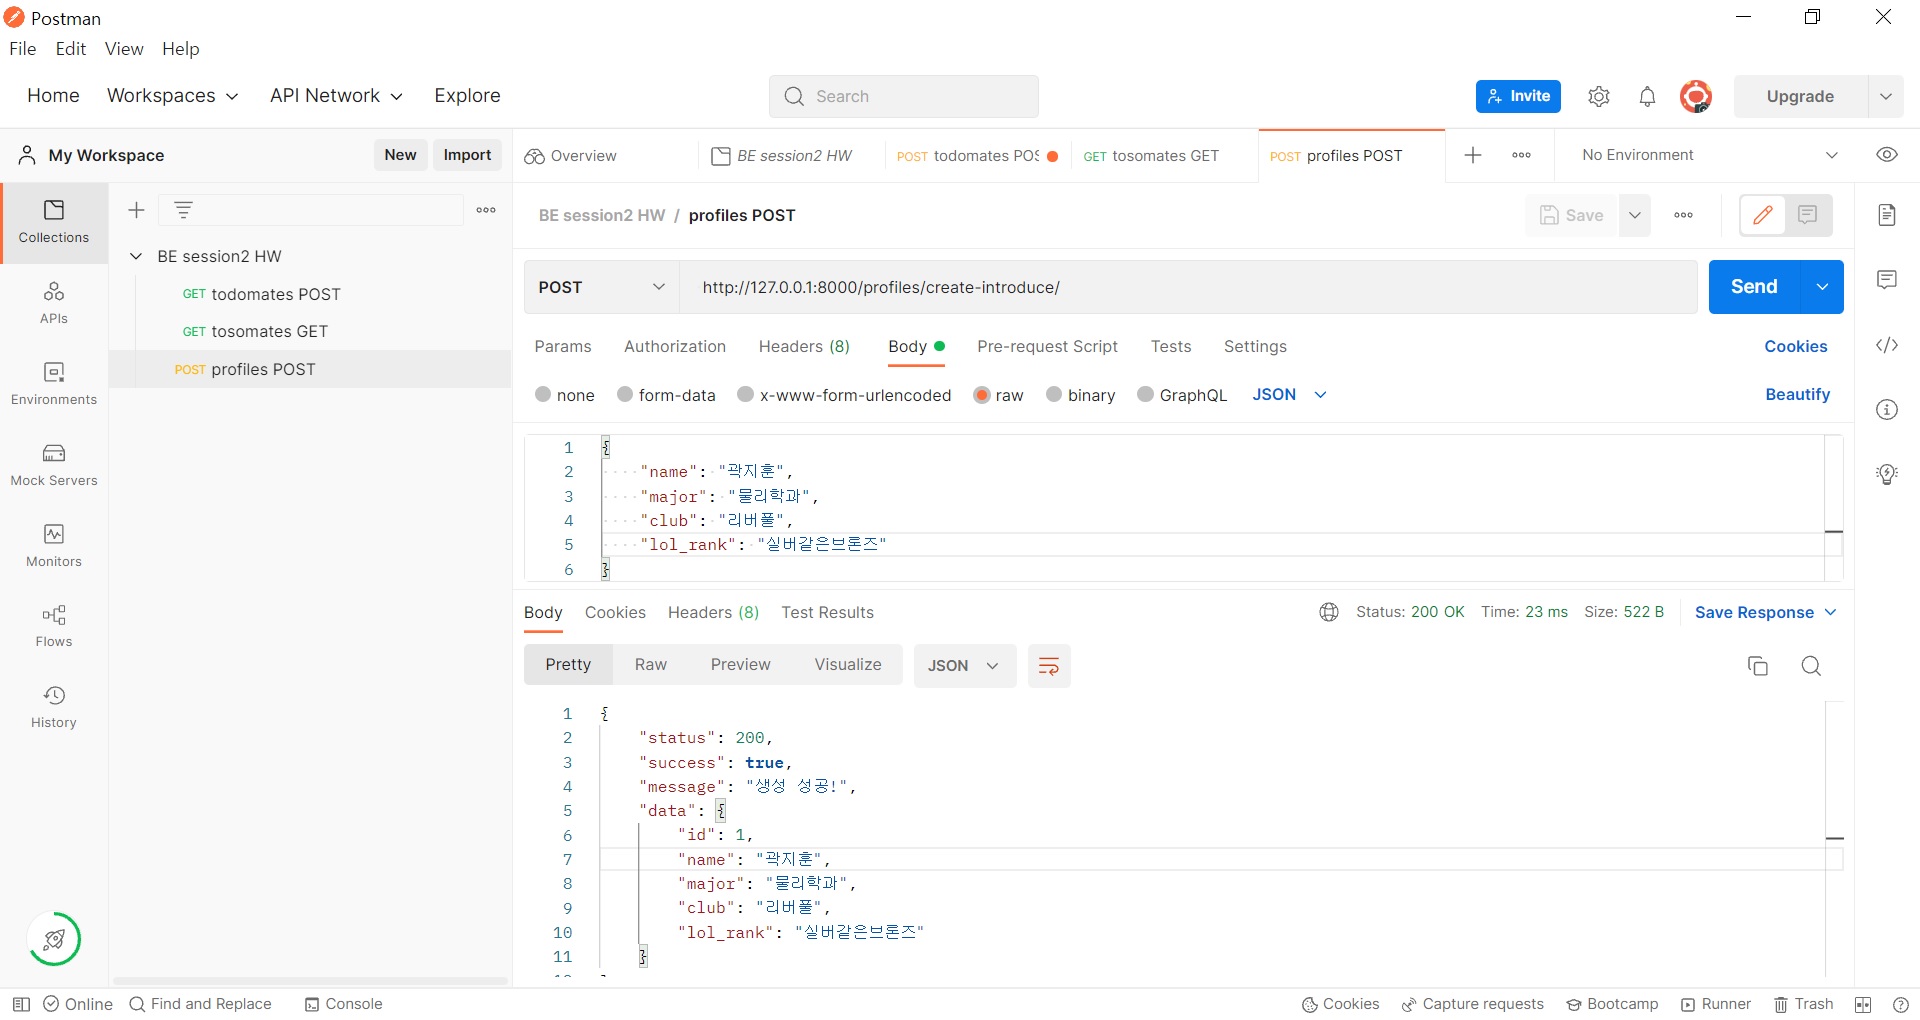 Postman
File Edit View Help
Home Workspaces API Network Explore Search Invite Upgrade
My Workspace New Import Overview BE session2 HW POST todomates POS GET tosomates GET POST profiles POST No Environment
BE session2 HW / profiles POST Save
Collections
APIs
Environments
Mock Servers
Monitors
Flows
History
BE session2 HW
GET todomates POST
GET tosomates GET
POST profiles POST
POST http://127.0.0.1:8000/profiles/create-introduce/ Send
Params Authorization Headers (8) Body Pre-request Script Tests Settings Cookies
none form-data x-www-form-urlencoded raw binary GraphQL JSON Beautify
1 {
2 "name": "곽지훈",
3 "major": "물리학과",
4 "club": "리버풀",
5 "lol_rank": "실버같은브론즈"
6 }
Body Cookies Headers (8) Test Results Status: 200 OK Time: 23 ms Size: 522 B Save Response
Pretty Raw Preview Visualize JSON
1 {
2 "status": 200,
3 "success": true,
4 "message": "생성 성공!",
5 "data": {
6 "id": 1,
7 "name": "곽지훈",
8 "major": "물리학과",
9 "club": "리버풀",
10 "lol_rank": "실버같은브론즈"
11 }
Online Find and Replace Console Cookies Capture requests Bootcamp Runner Trash